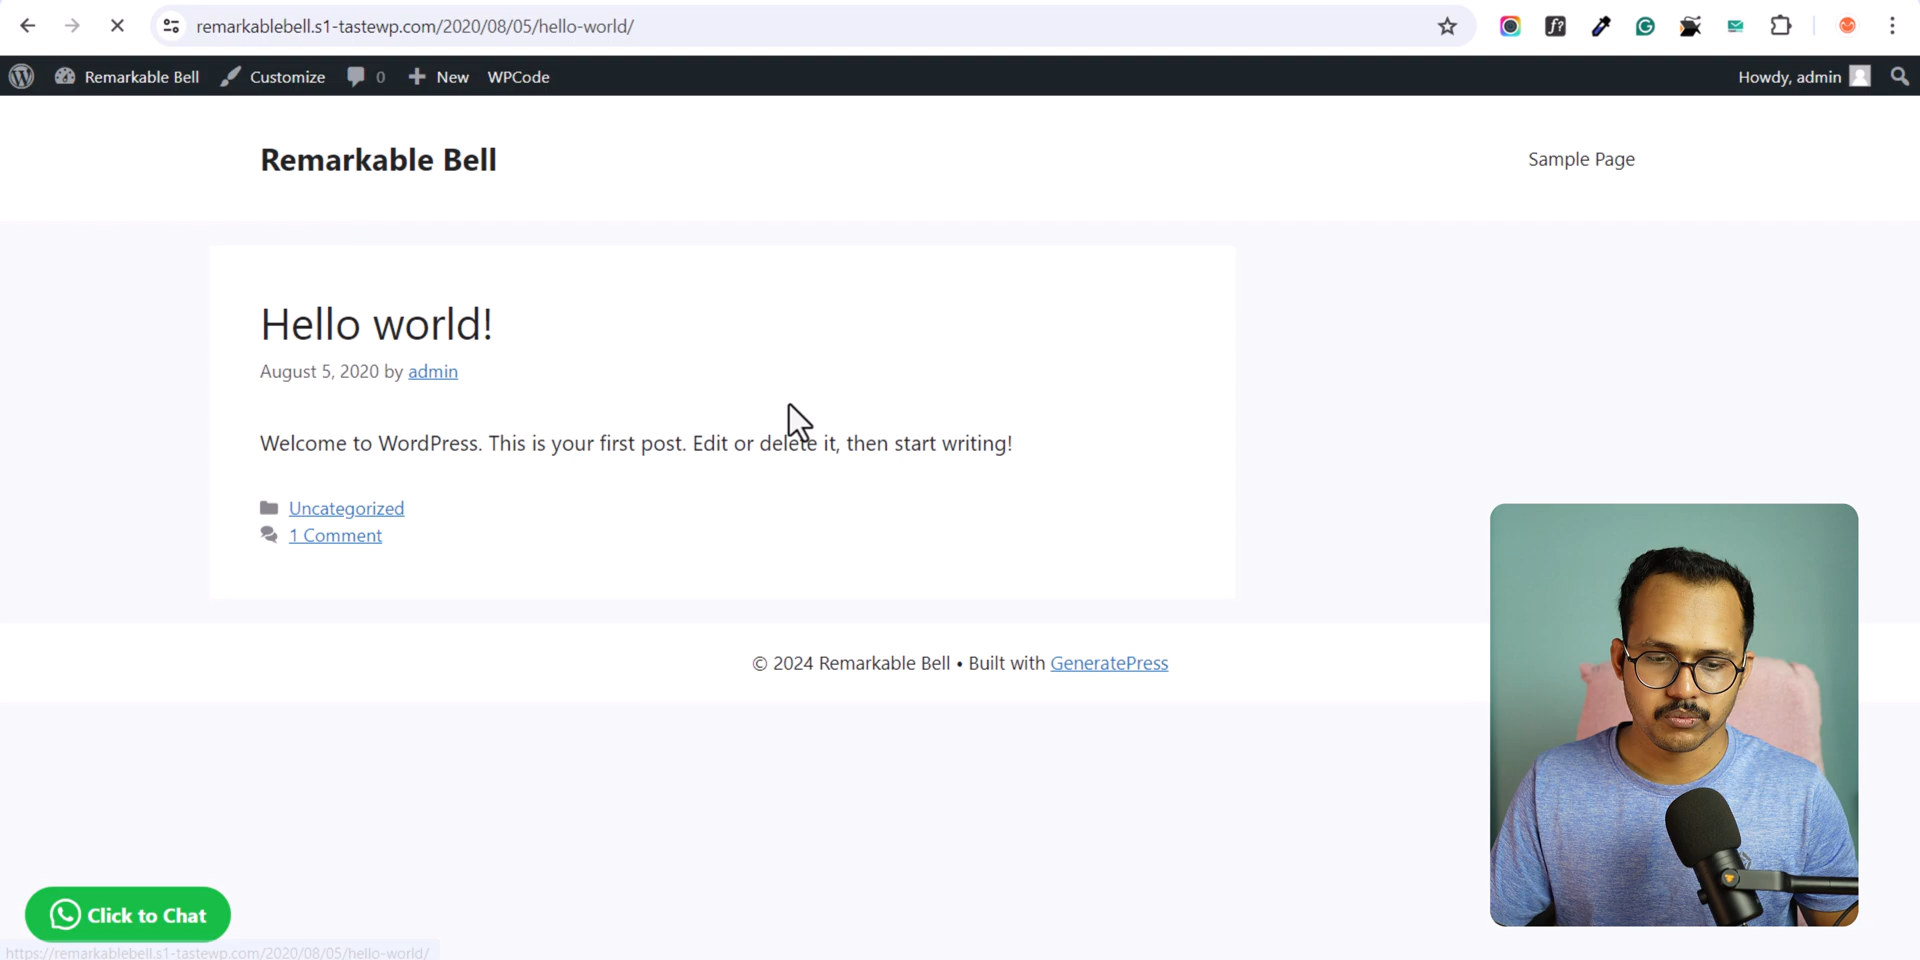 remarkablebell.s1-tastewp.com/2020/08/05/hello-world/
f?
Remarkable Bell
Customize
0
New
WPCode
Howdy, admin
Remarkable Bell
Sample Page
Hello world!
August 5, 2020 by admin
Welcome to WordPress. This is your first post. Edit or delete it, then start writing!
Uncategorized
1 Comment
© 2024 Remarkable Bell • Built with GeneratePress
Click to Chat
https://remarkablebell.s1-tastewp.com/2020/08/05/hello-world/